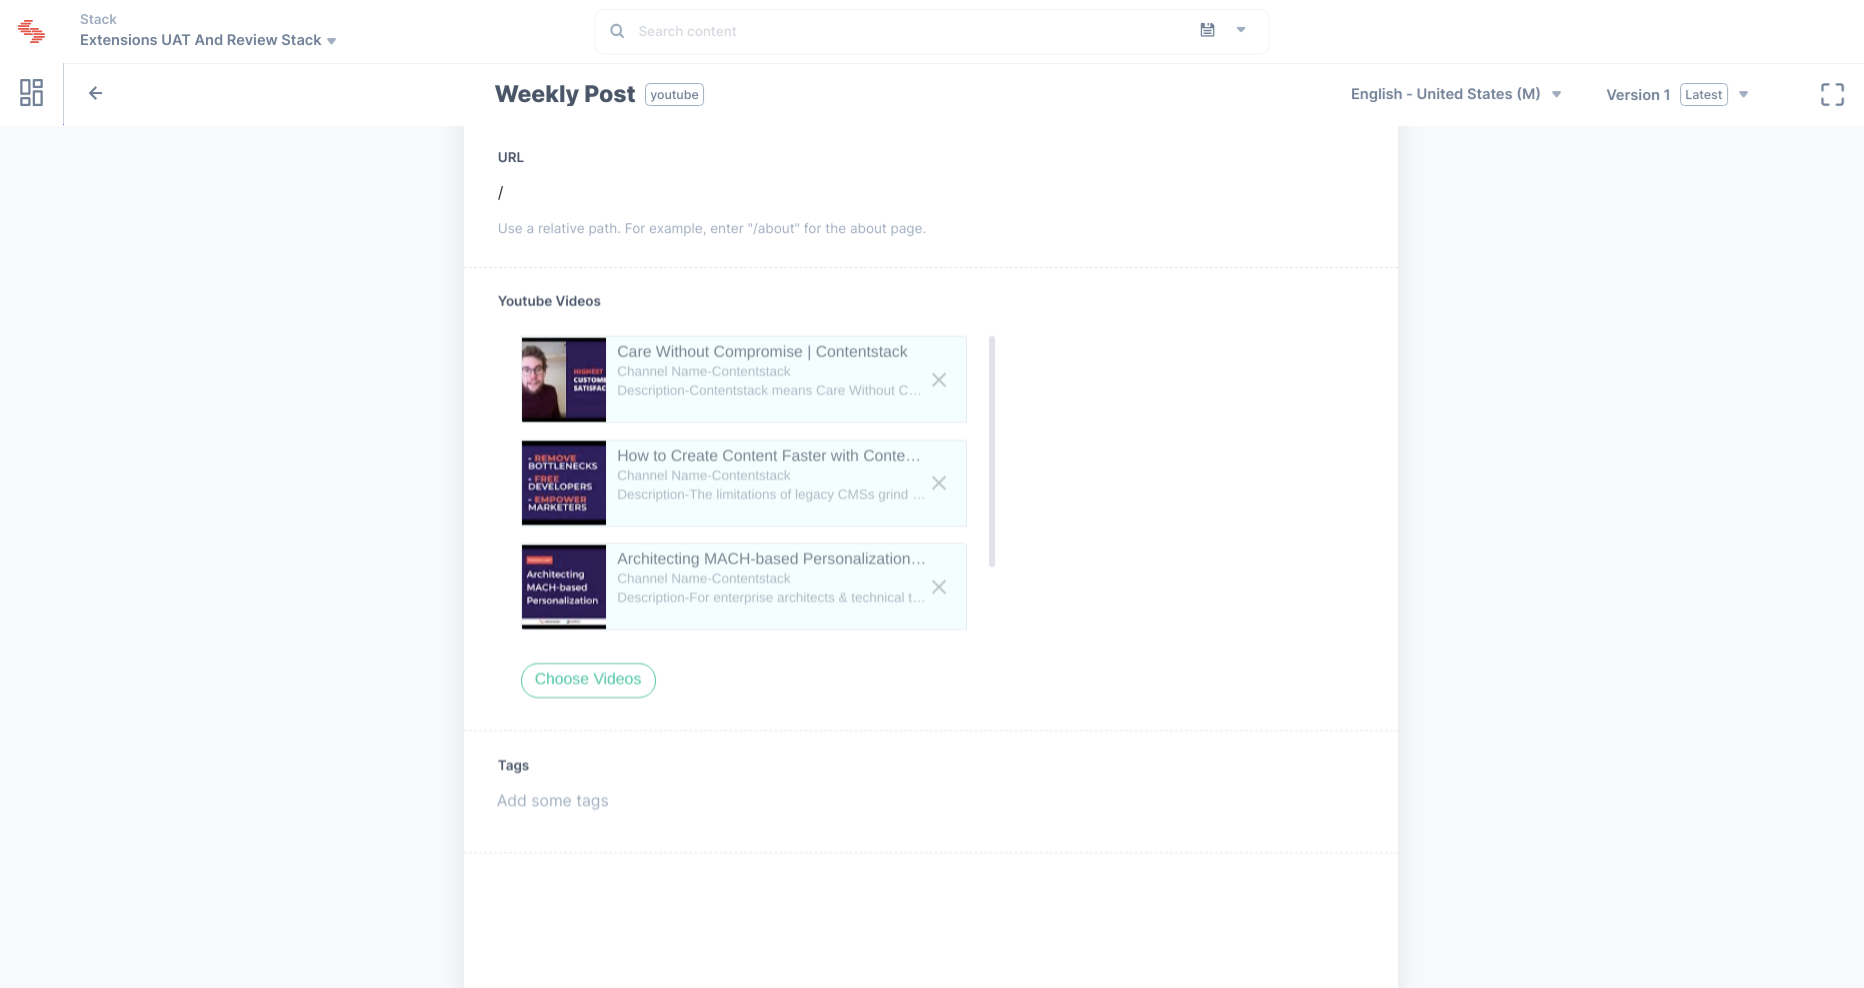 Stack
Extensions UAT And Review Stack
Search content
Weekly Post youtube
English - United States (M)
Version 1 Latest
URL
/
Use a relative path. For example, enter "/about" for the about page.
Youtube Videos
HIGHEST
CUSTOME
SATISFAC
Care Without Compromise | Contentstack
Channel Name-Contentstack
Description-Contentstack means Care Without C...
- REMOVE
BOTTLENECKS
- FREE
DEVELOPERS
- EMPOWER
MARKETERS
How to Create Content Faster with Conte...
Channel Name-Contentstack
Description-The limitations of legacy CMSs grind ...
Architecting
MACH-based
Personalization
Architecting MACH-based Personalization...
Channel Name-Contentstack
Description-For enterprise architects & technical t...
Choose Videos
Tags
Add some tags